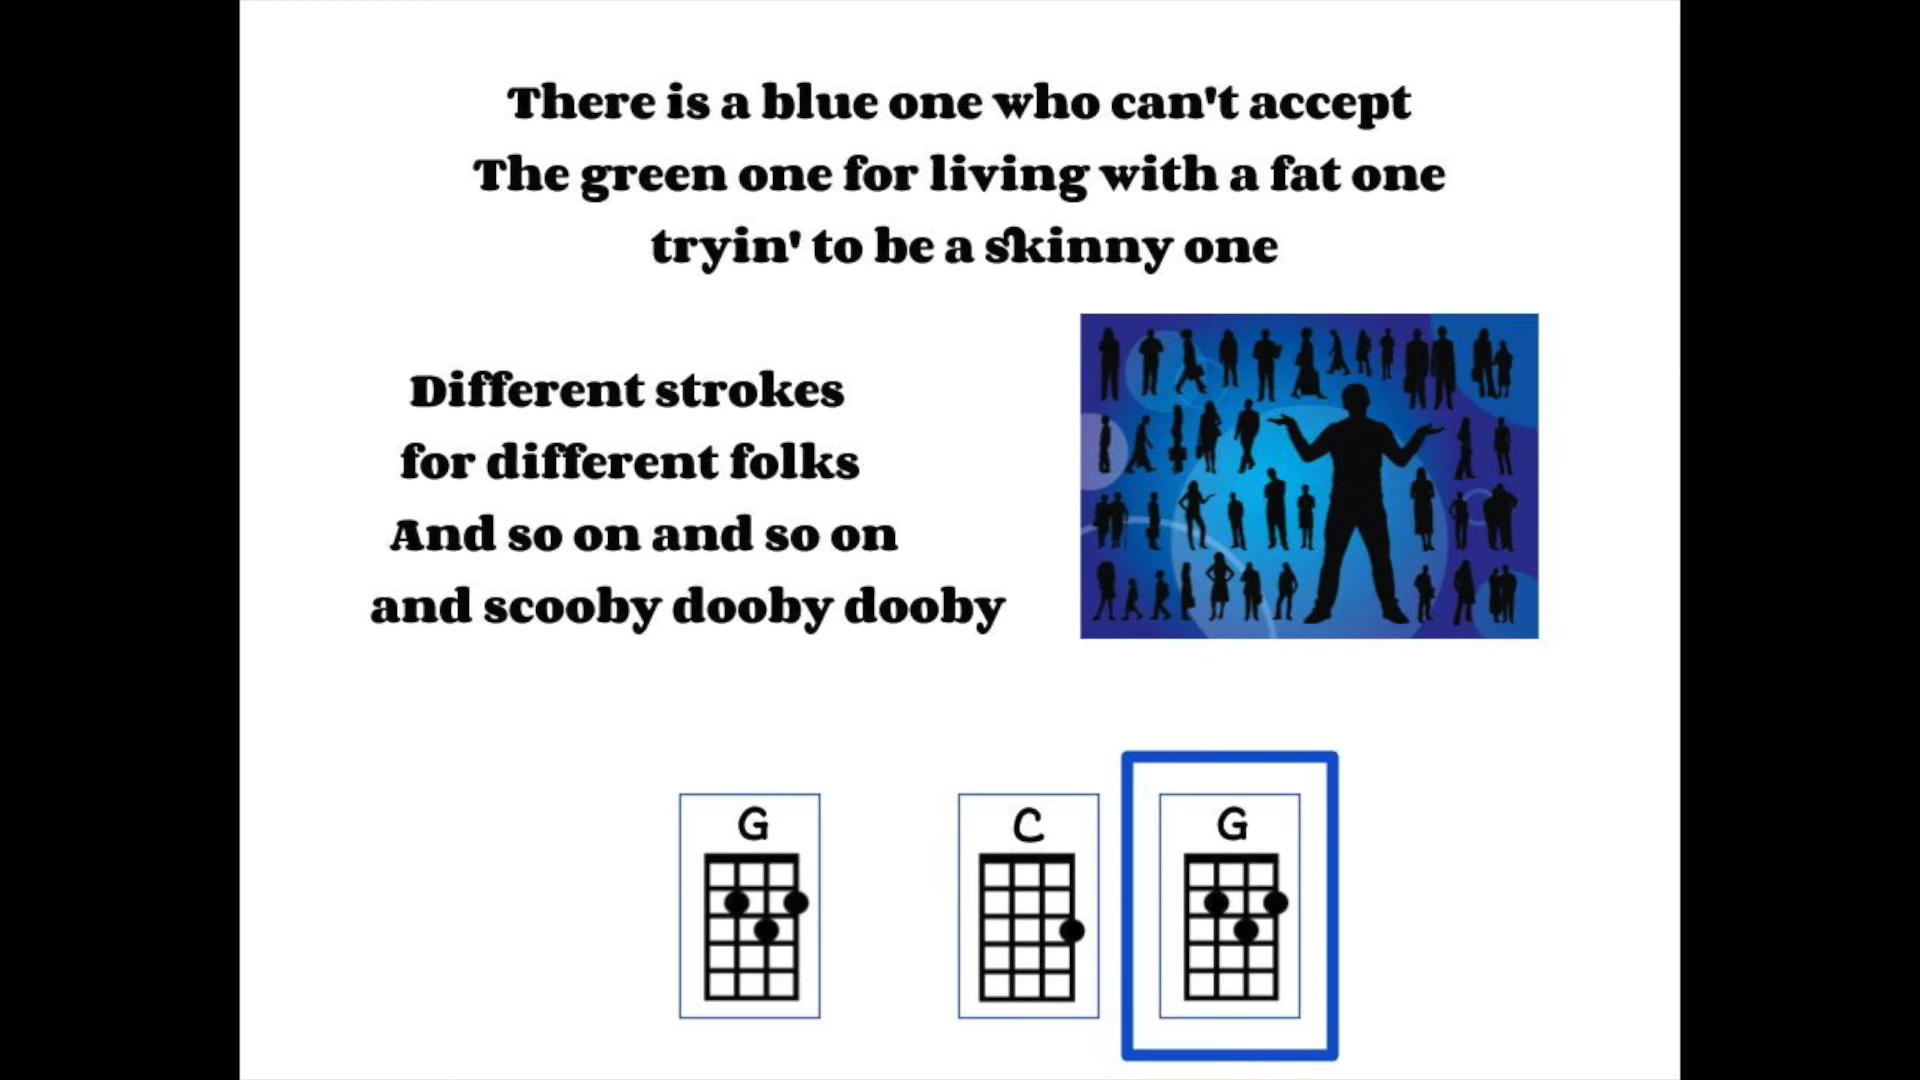 There is a blue one who can't accept
The green one for living with a fat one
tryin' to be a skinny one
Different strokes
for different folks
And so on and so on
and scooby dooby dooby
G
C
G